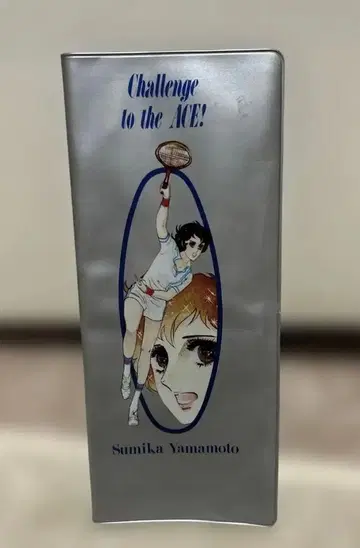 Challenge
to the ACE!
Sumika Yamamoto